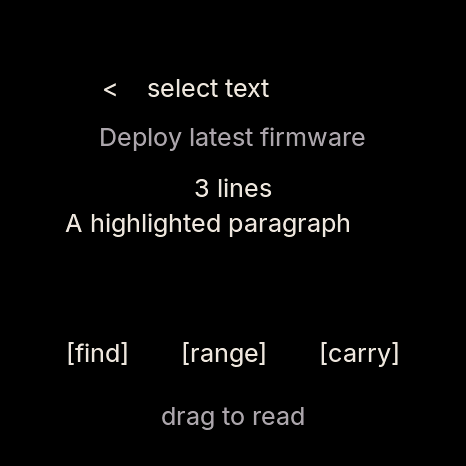 < select text
Deploy latest firmware
3 lines
A highlighted paragraph
[find] [range] [carry]
drag to read